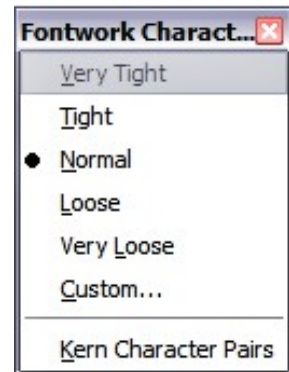 Fontwork Charact...
Very Tight
Tight
Normal
Loose
Very Loose
Custom...
Kern Character Pairs